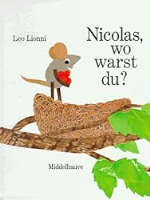 Leo Lionni
Nicolas,
wo
warst
du?
Middelhauve